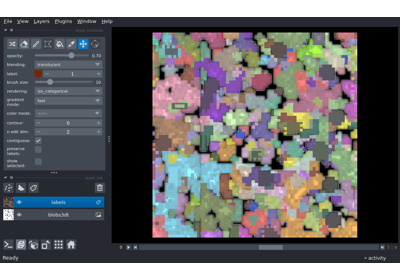 File View Layers Plugins Window Help
opacity: 0.70
blending: translucent
label: 1
brush size: 10
rendering: iso_categorical
gradient mode: fast
color mode:
contour: 0
n edit dim: 2
contiguous:
preserve labels:
show selected:
labels
blobs3dt
Ready
activity